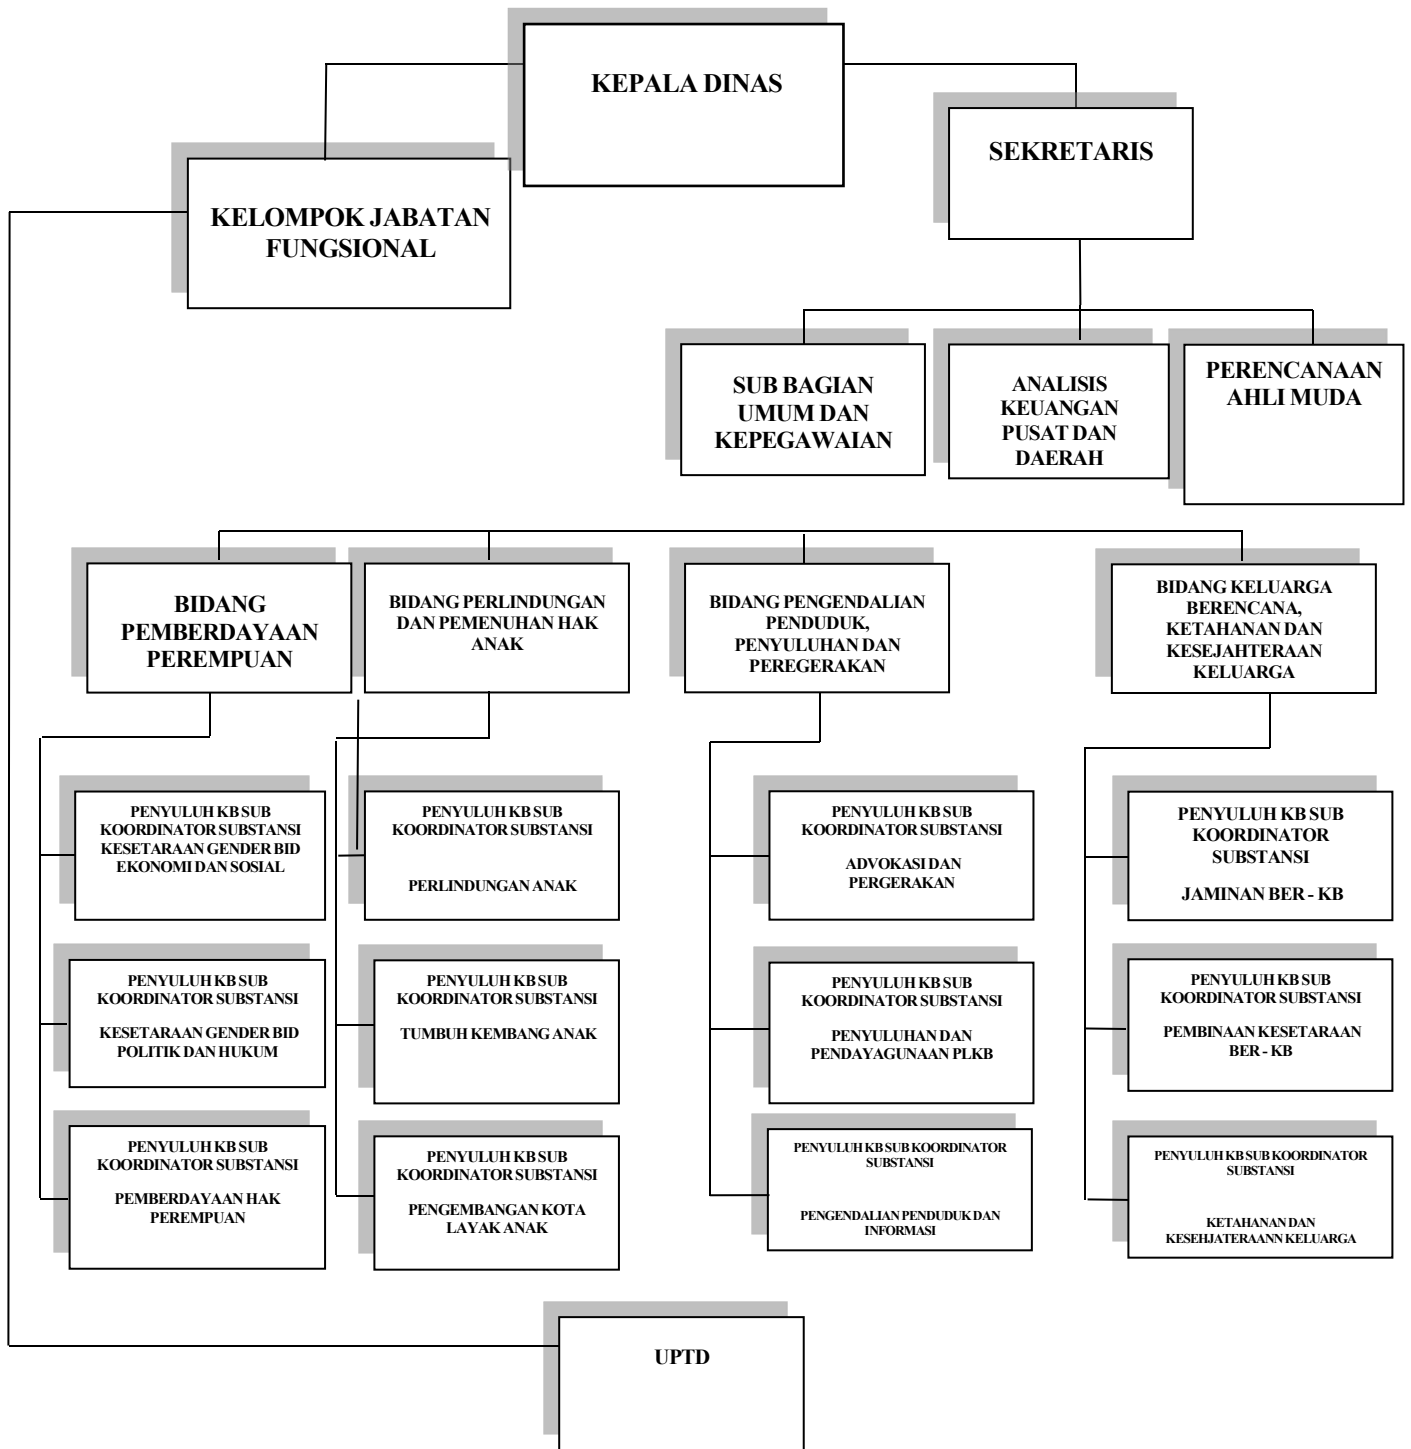 KEPALA DINAS
SEKRETARIS
KELOMPOK JABATAN
FUNGSIONAL
SUB BAGIAN
UMUM DAN
KEPEGAWAIAN
ANALISIS
KEUANGAN
PUSAT DAN
DAERAH
PERENCANAAN
AHLI MUDA
BIDANG
PEMBERDAYAAN
PEREMPUAN
BIDANG PERLINDUNGAN
DAN PEMENUHAN HAK
ANAK
BIDANG PENGENDALIAN
PENDUDUK,
PENYULUHAN DAN
PEREGERAKAN
BIDANG KELUARGA
BERENCANA,
KETAHANAN DAN
KESEJAHTERAAN
KELUARGA
PENYULUH KB SUB
KOORDINATOR SUBSTANSI
KESETARAAN GENDER BID
EKONOMI DAN SOSIAL
PENYULUH KB SUB
KOORDINATOR SUBSTANSI
PERLINDUNGAN ANAK
PENYULUH KB SUB
KOORDINATOR SUBSTANSI
ADVOKASI DAN
PERGERAKAN
PENYULUH KB SUB
KOORDINATOR
SUBSTANSI
JAMINAN BER - KB
PENYULUH KB SUB
KOORDINATOR SUBSTANSI
KESETARAAN GENDER BID
POLITIK DAN HUKUM
PENYULUH KB SUB
KOORDINATOR SUBSTANSI
TUMBUH KEMBANG ANAK
PENYULUH KB SUB
KOORDINATOR SUBSTANSI
PENYULUHAN DAN
PENDAYAGUNAAN PLKB
PENYULUH KB SUB
KOORDINATOR SUBSTANSI
PEMBINAAN KESETARAAN
BER - KB
PENYULUH KB SUB
KOORDINATOR SUBSTANSI
PEMBERDAYAAN HAK
PEREMPUAN
PENYULUH KB SUB
KOORDINATOR SUBSTANSI
PENGEMBANGAN KOTA
LAYAK ANAK
PENYULUH KB SUB KOORDINATOR
SUBSTANSI
PENGENDALIAN PENDUDUK DAN
INFORMASI
PENYULUH KB SUB KOORDINATOR
SUBSTANSI
KETAHANAN DAN
KESEHJATERAANN KELUARGA
UPTD